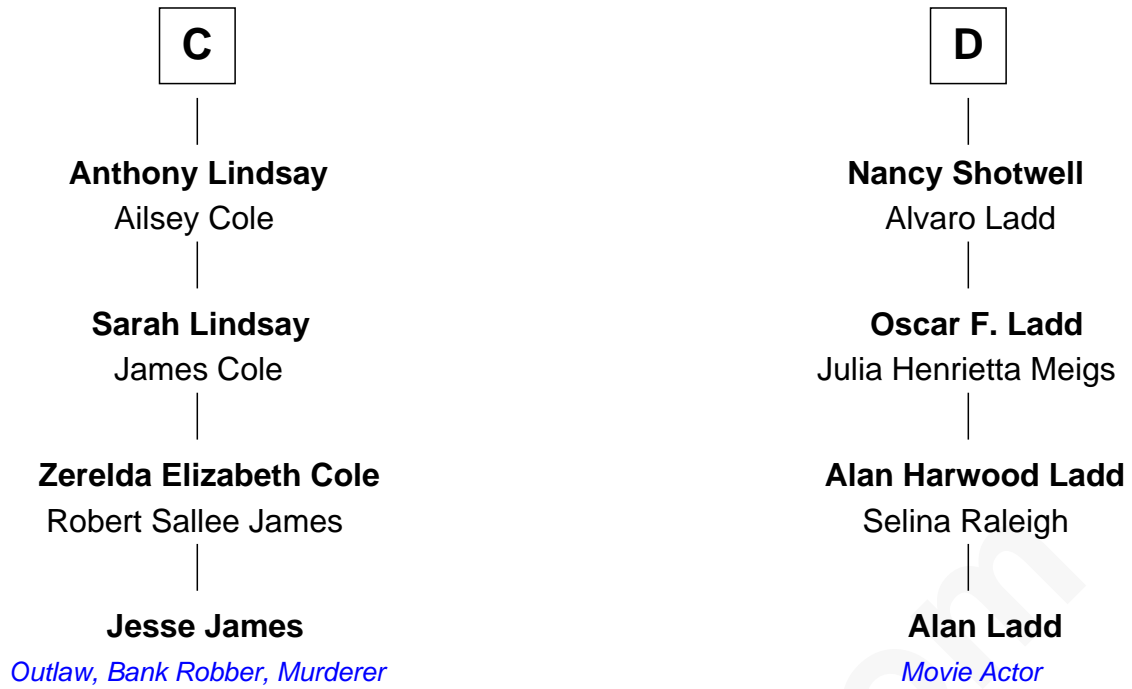 C
Anthony Lindsay
Ailsey Cole
Sarah Lindsay
James Cole
Zerelda Elizabeth Cole
Robert Sallee James
Jesse James
Outlaw, Bank Robber, Murderer
D
Nancy Shotwell
Alvaro Ladd
Oscar F. Ladd
Julia Henrietta Meigs
Alan Harwood Ladd
Selina Raleigh
Alan Ladd
Movie Actor